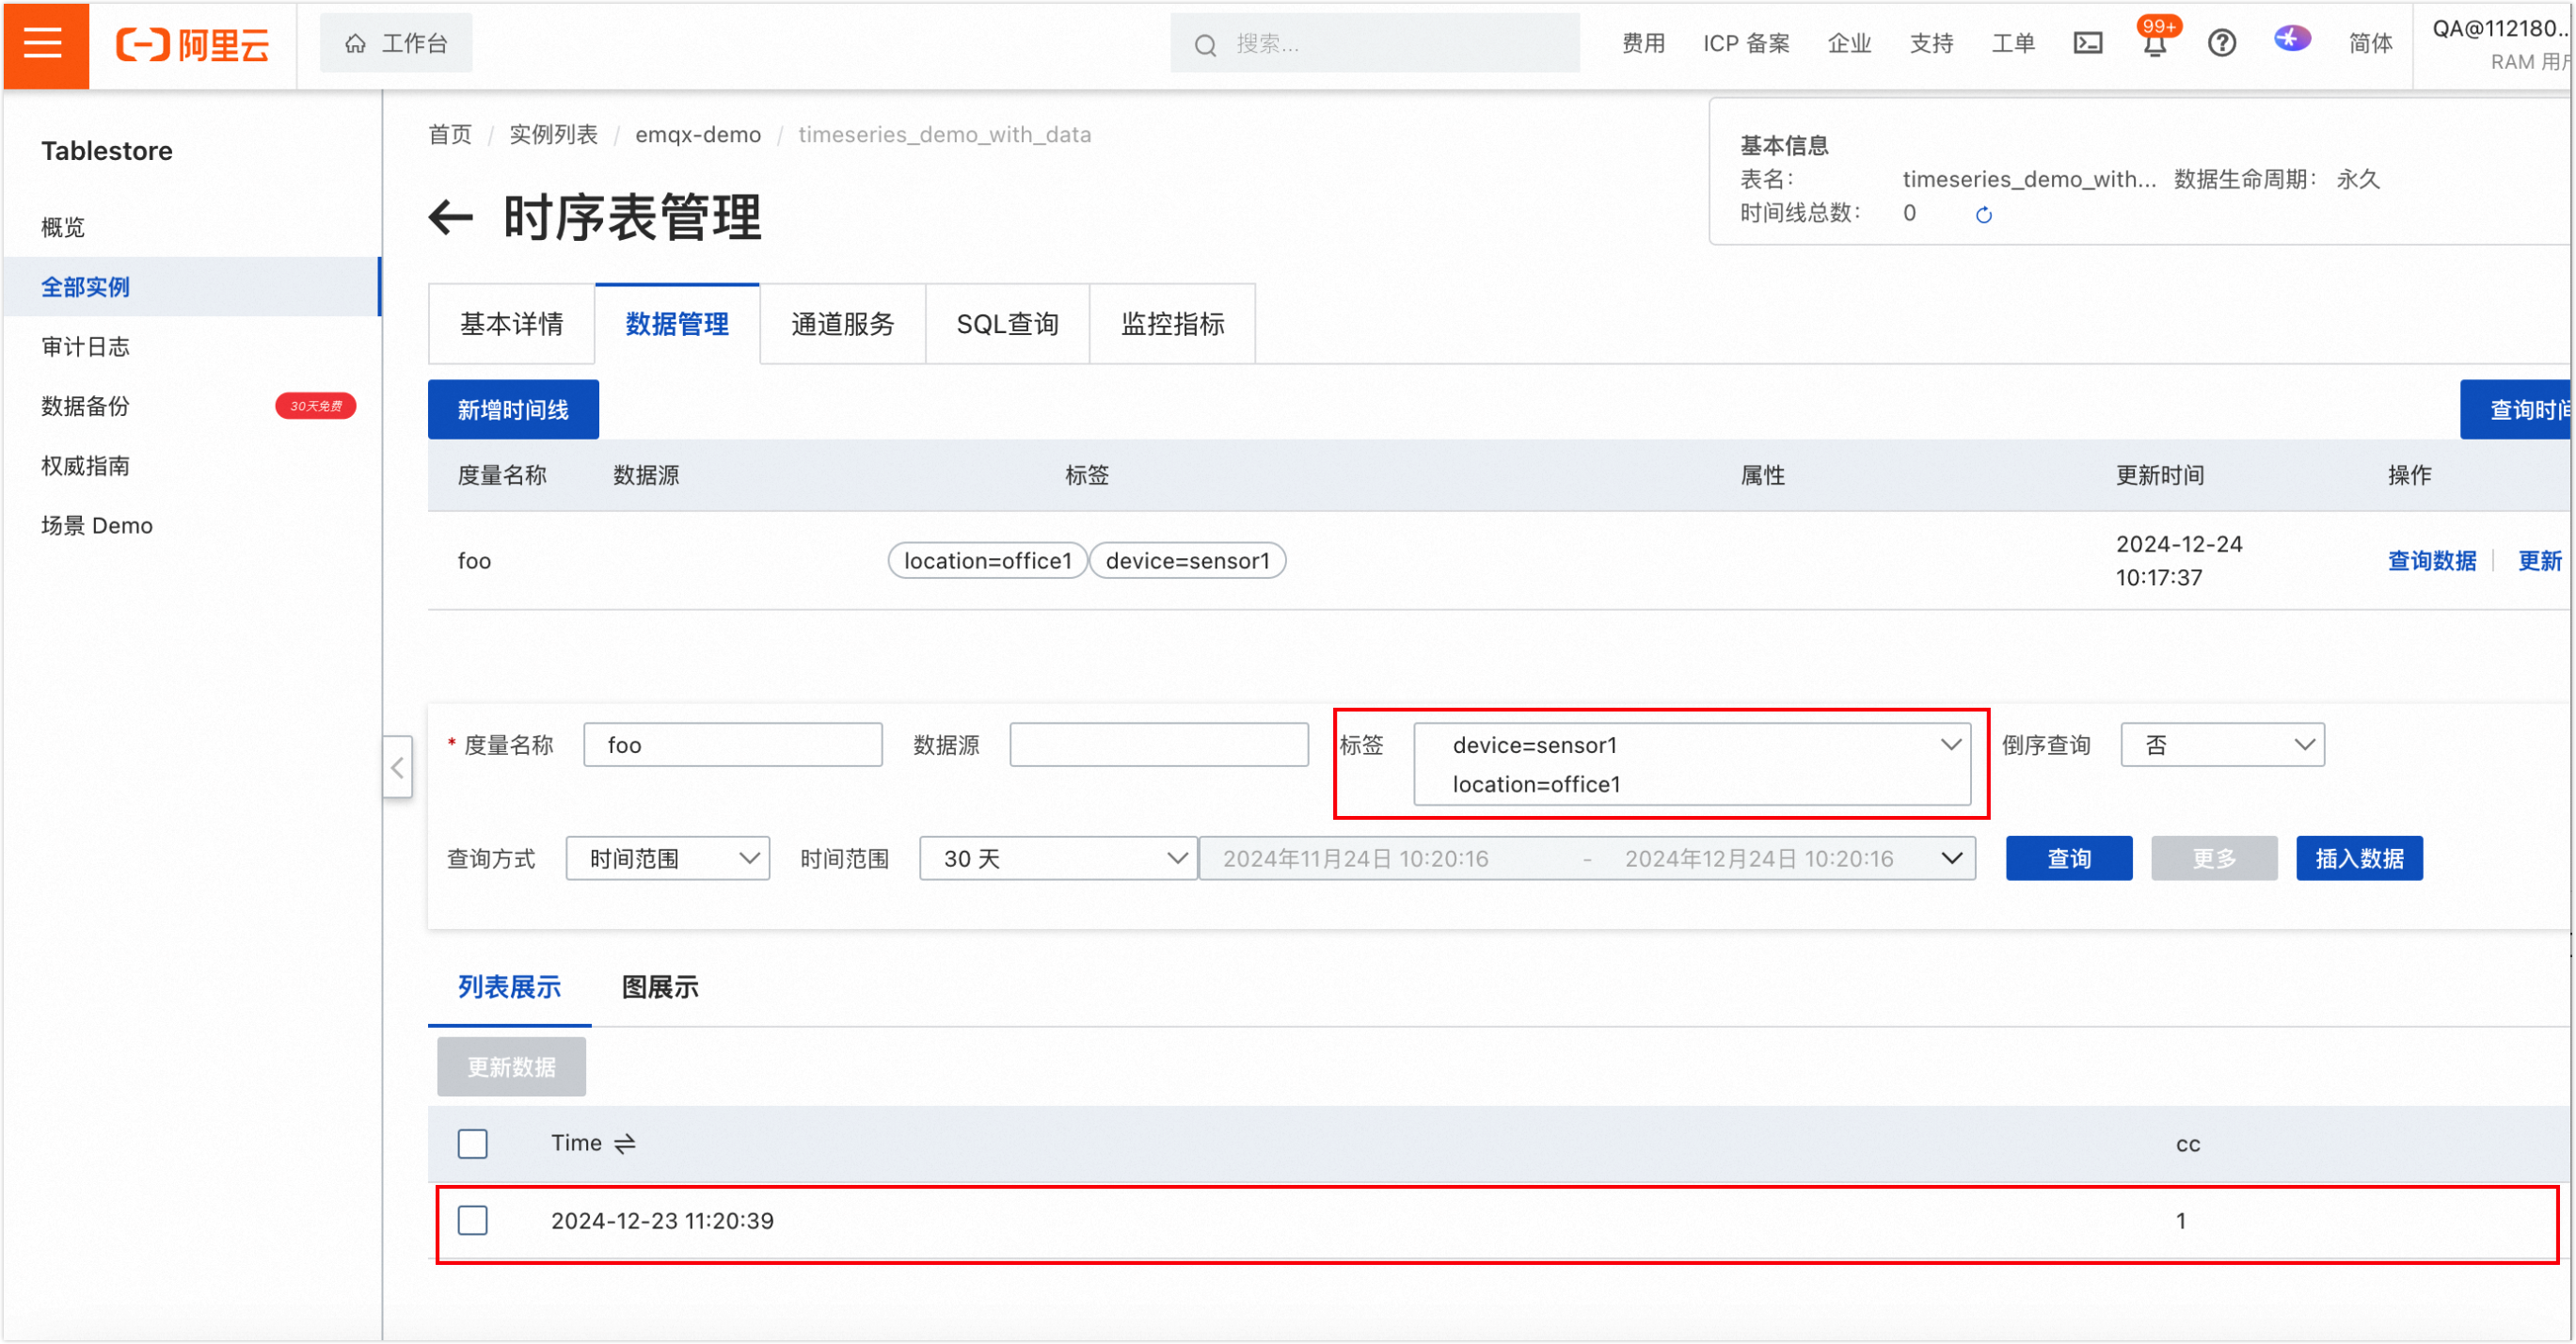 阿里云
工作台
搜索...
费用
ICP 备案
企业
支持
工单
99+
简体
QA@112180...
RAM 用户
Tablestore
概览
全部实例
审计日志
数据备份
30天免费
权威指南
场景 Demo
首页 / 实例列表 / emqx-demo / timeseries_demo_with_data
时序表管理
基本信息
表名: timeseries_demo_with... 数据生命周期: 永久
时间线总数: 0
基本详情
数据管理
通道服务
SQL查询
监控指标
新增时间线
查询时间
度量名称 数据源 标签 属性 更新时间 操作
foo location=office1 device=sensor1 2024-12-24
10:17:37
查询数据 更新
* 度量名称 foo 数据源 标签 device=sensor1
location=office1
倒序查询 否
查询方式 时间范围 时间范围 30 天 2024年11月24日 10:20:16 - 2024年12月24日 10:20:16 查询 更多 插入数据
列表展示 图展示
更新数据
Time cc
2024-12-23 11:20:39 1